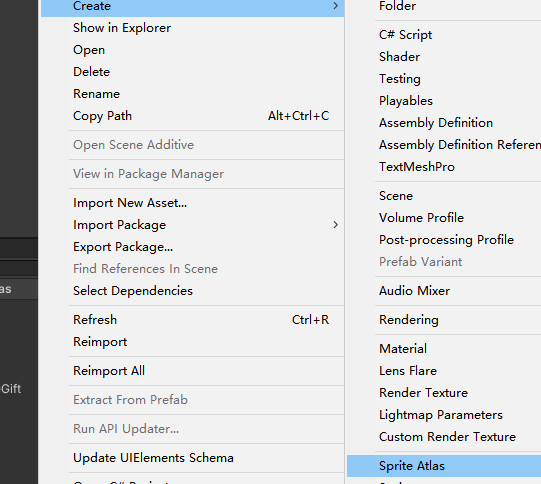 Create
Show in Explorer
Open
Delete
Rename
Copy Path Alt+Ctrl+C
Open Scene Additive
View in Package Manager
Import New Asset...
Import Package
Export Package...
Find References In Scene
Select Dependencies
Refresh Ctrl+R
Reimport
Reimport All
Extract From Prefab
Run API Updater...
Update UIElements Schema
Folder
C# Script
Shader
Testing
Playables
Assembly Definition
Assembly Definition Referen
TextMeshPro
Scene
Volume Profile
Post-processing Profile
Prefab Variant
Audio Mixer
Rendering
Material
Lens Flare
Render Texture
Lightmap Parameters
Custom Render Texture
Sprite Atlas
as
Gift